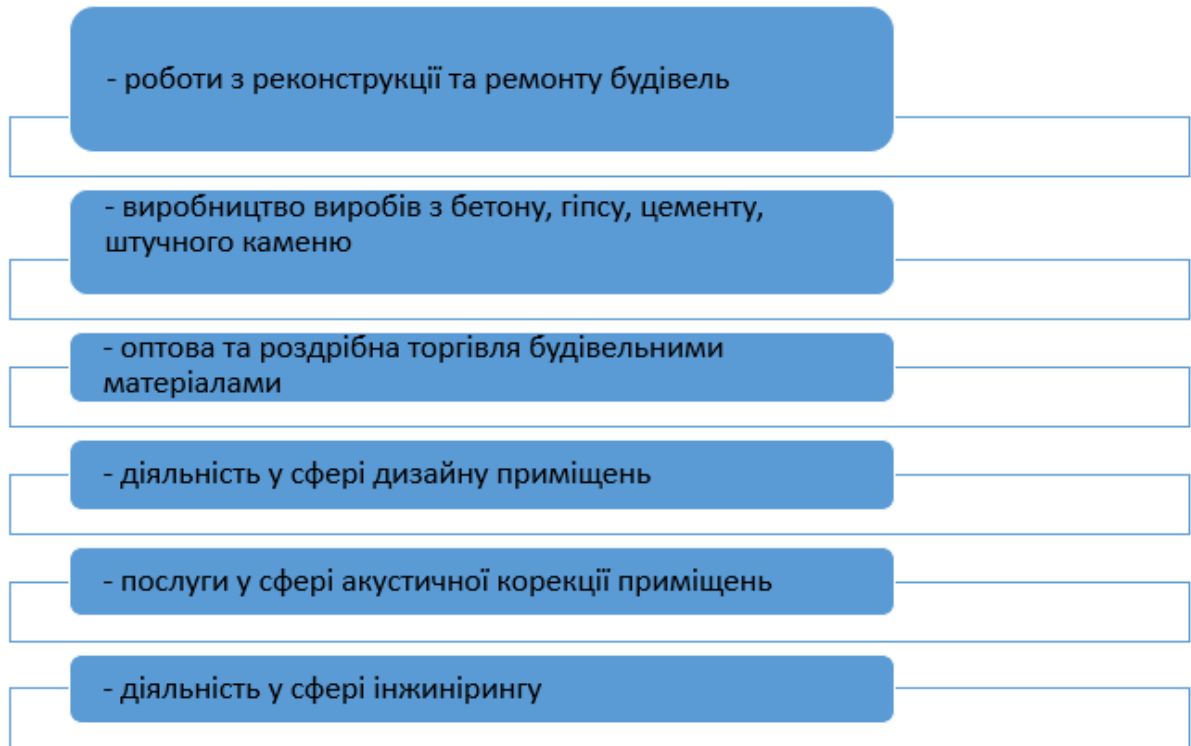 - роботи з реконструкції та ремонту будівель
- виробництво виробів з бетону, гіпсу, цементу,
штучного каменю
- оптова та роздрібна торгівля будівельними
матеріалами
- діяльність у сфері дизайну приміщень
- послуги у сфері акустичної корекції приміщень
- діяльність у сфері інжинірингу